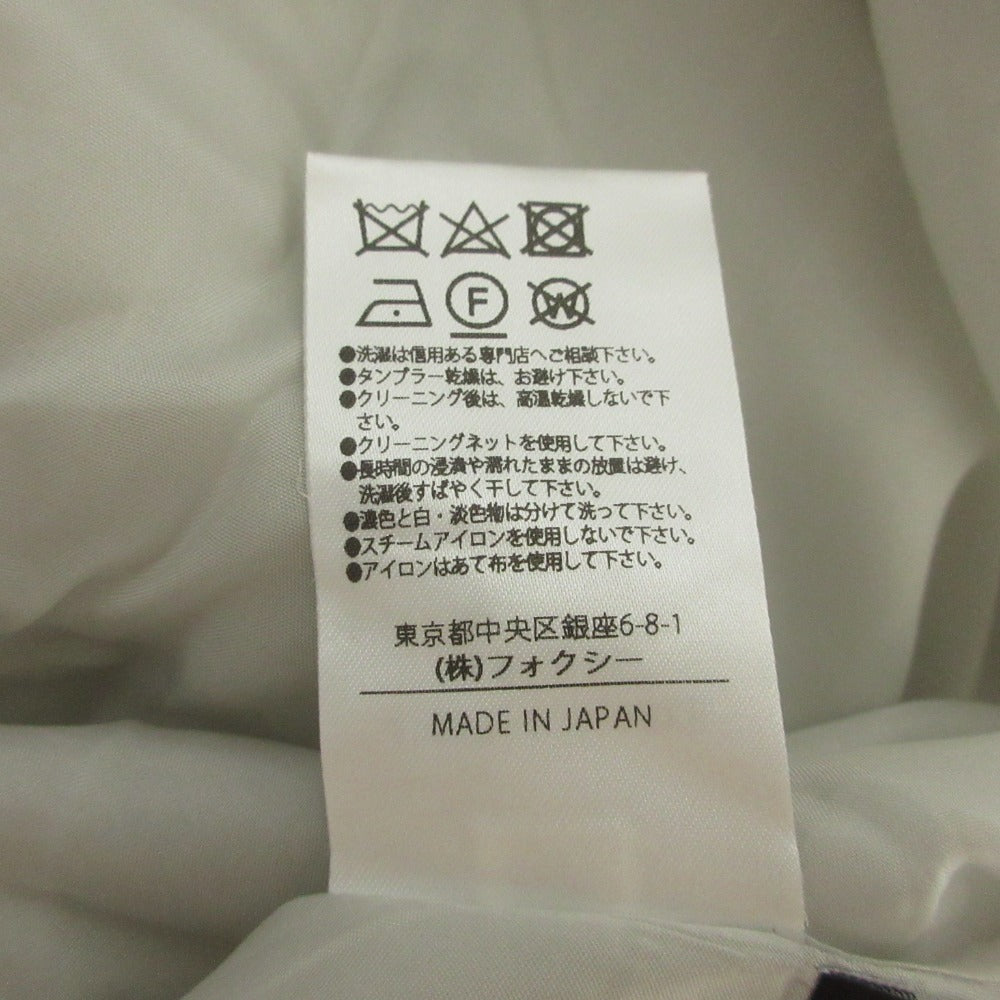 F W
●洗濯は信用ある専門店へご相談下さい。
●タンブラー乾燥は、お避け下さい。
●クリーニング後は、高温乾燥しないで下
さい。
●クリーニングネットを使用して下さい。
●長時間の浸漬や濡れたままの放置は避け、
洗濯後すばやく干して下さい。
●濃色と白・淡色物は分けて洗って下さい。
●スチームアイロンを使用しないで下さい。
●アイロンはあて布を使用して下さい。
東京都中央区銀座6-8-1
(株)フォクシー
MADE IN JAPAN